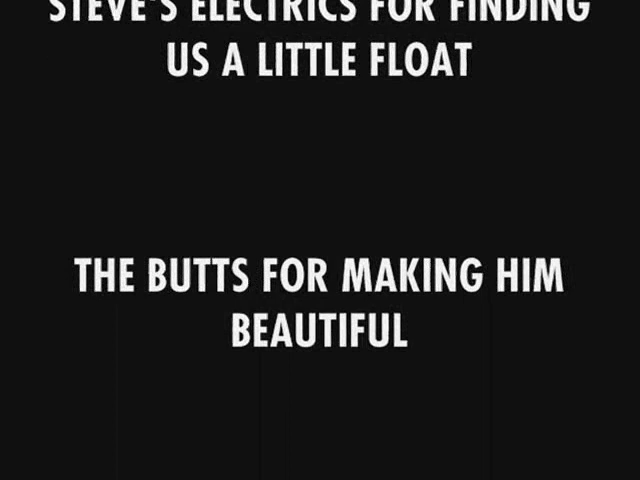 STEVE'S ELECTRICS FOR FINDING
US A LITTLE FLOAT
THE BUTTS FOR MAKING HIM
BEAUTIFUL